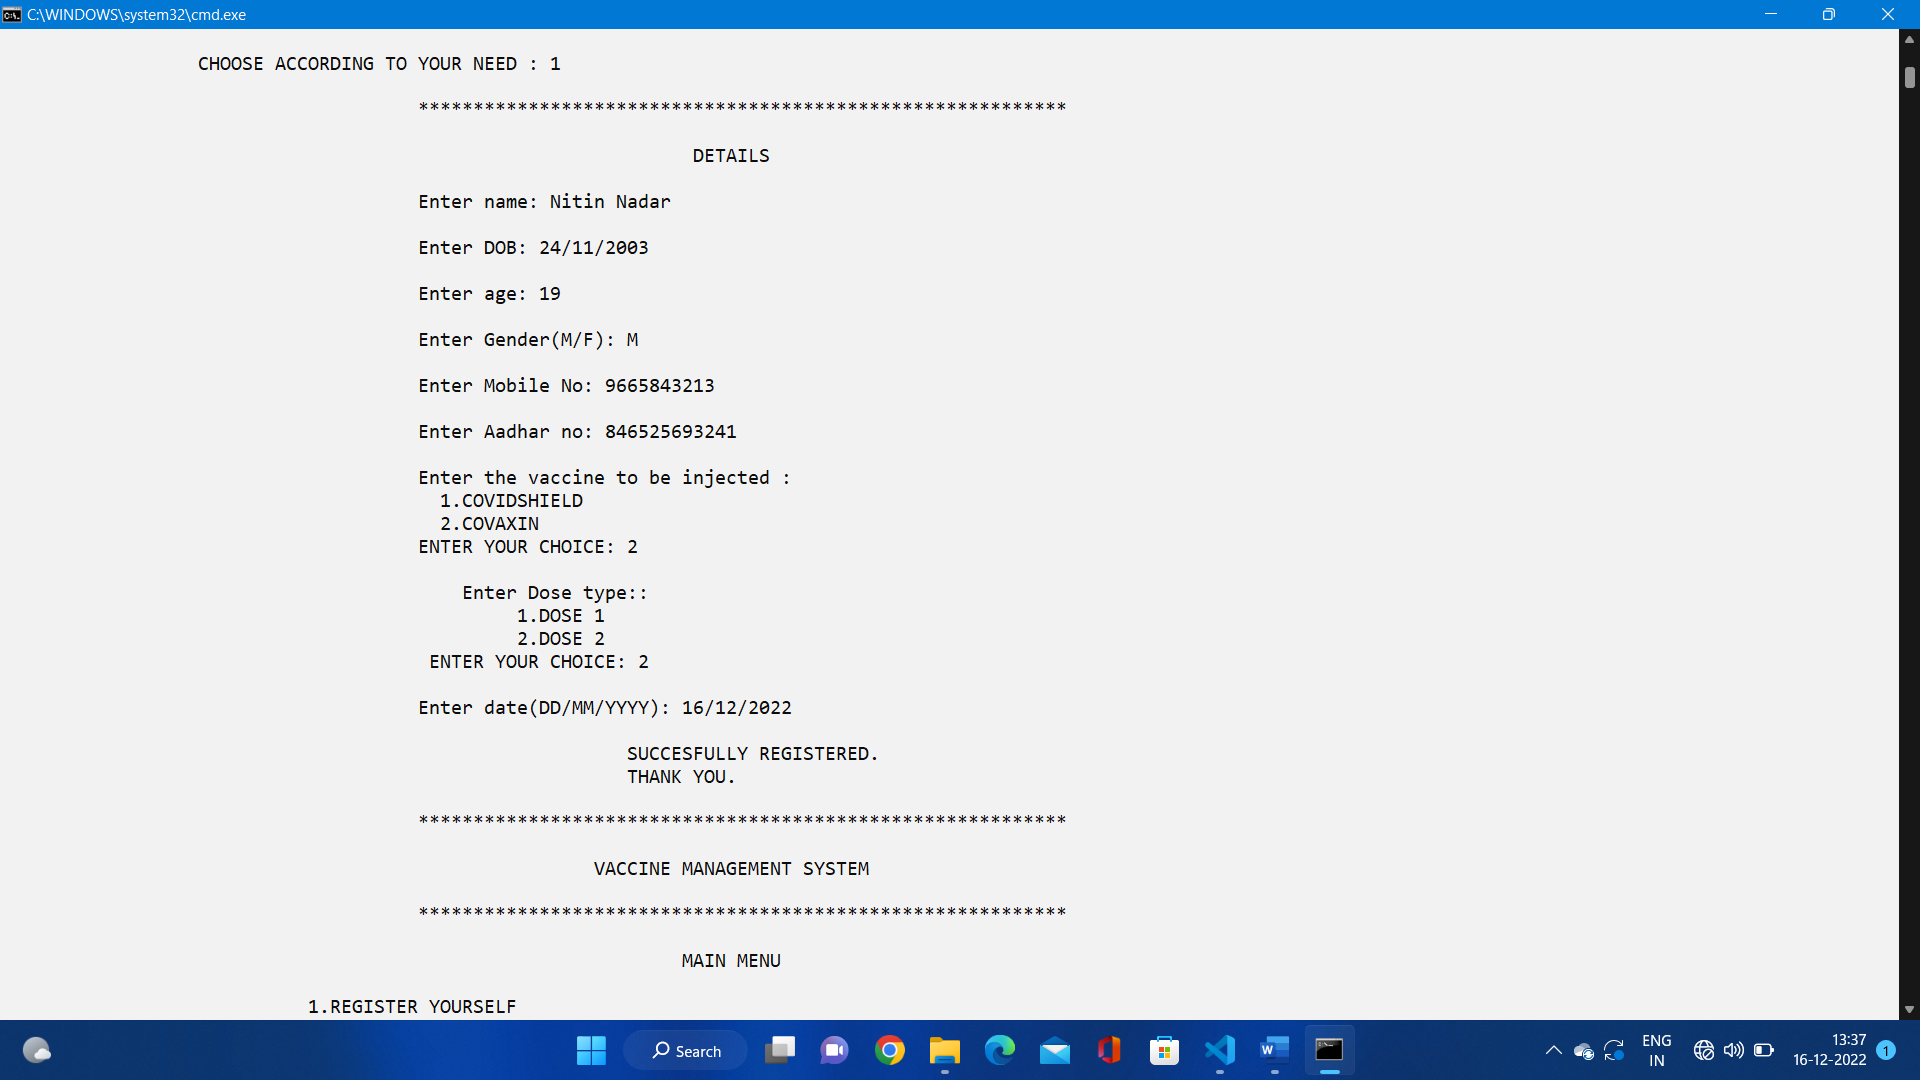 C:\WINDOWS\system32\cmd.exe
CHOOSE ACCORDING TO YOUR NEED : 1
***********************************************************
DETAILS
Enter name: Nitin Nadar
Enter DOB: 24/11/2003
Enter age: 19
Enter Gender(M/F): M
Enter Mobile No: 9665843213
Enter Aadhar no: 846525693241
Enter the vaccine to be injected :
1.COVIDSHIELD
2.COVAXIN
ENTER YOUR CHOICE: 2
Enter Dose type::
1.DOSE 1
2.DOSE 2
ENTER YOUR CHOICE: 2
Enter date(DD/MM/YYYY): 16/12/2022
SUCCESFULLY REGISTERED.
THANK YOU.
***********************************************************
VACCINE MANAGEMENT SYSTEM
***********************************************************
MAIN MENU
1.REGISTER YOURSELF
Search
ENG
IN
13:37
16-12-2022
1